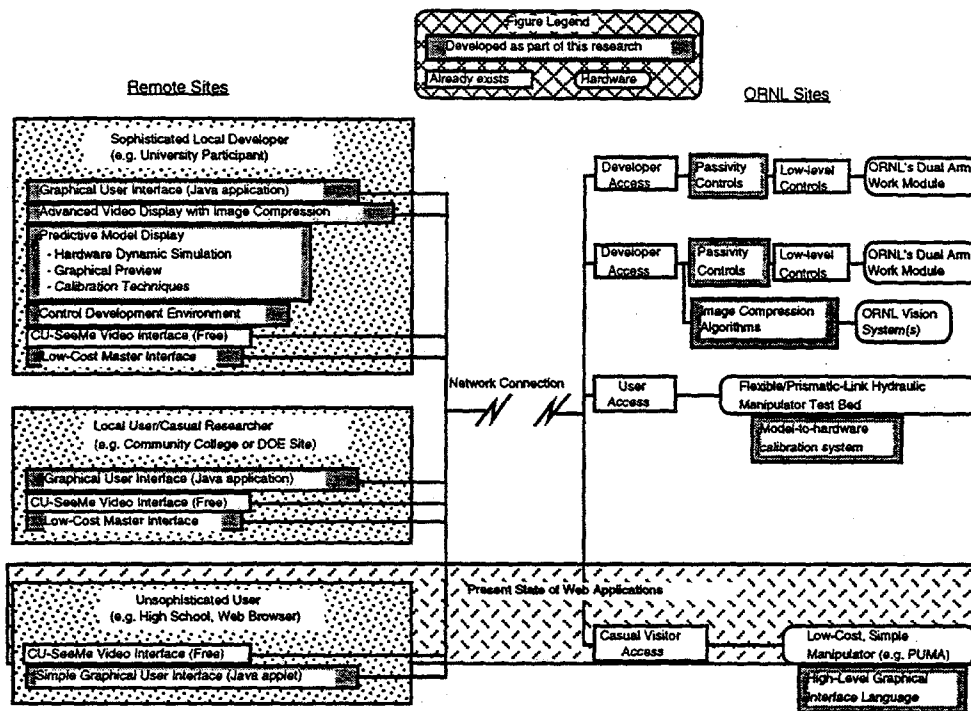 Figure Legend
Developed as part of this research
Already exists
Hardware
Remote Sites
ORNL Sites
Sophisticated Local Developer
(e.g. University Participant)
Graphical User Interface (Java application)
Advanced Video Display with Image Compression
Predictive Model Display
- Hardware Dynamic Simulation
- Graphical Preview
- Calibration Techniques
Control Development Environment
CU-SeeMe Video Interface (Free)
Low-Cost Master Interface
Local User/Casual Researcher
(e.g. Community College or DOE Site)
Graphical User Interface (Java application)
CU-SeeMe Video Interface (Free)
Low-Cost Master Interface
Unsophisticated User
(e.g. High School, Web Browser)
CU-SeeMe Video Interface (Free)
Simple Graphical User Interface (Java applet)
Network Connection
Present State of Web Applications
Developer
Access
Passivity
Controls
Low-level
Controls
ORNL's Dual Arm
Work Module
Developer
Access
Passivity
Controls
Low-level
Controls
ORNL's Dual Arm
Work Module
Image Compression
Algorithms
ORNL Vision
System(s)
User
Access
Flexible/Prismatic-Link Hydraulic
Manipulator Test Bed
Model-to-hardware
calibration system
Casual Visitor
Access
Low-Cost, Simple
Manipulator (e.g. PUMA)
High-Level Graphical
Interface Language